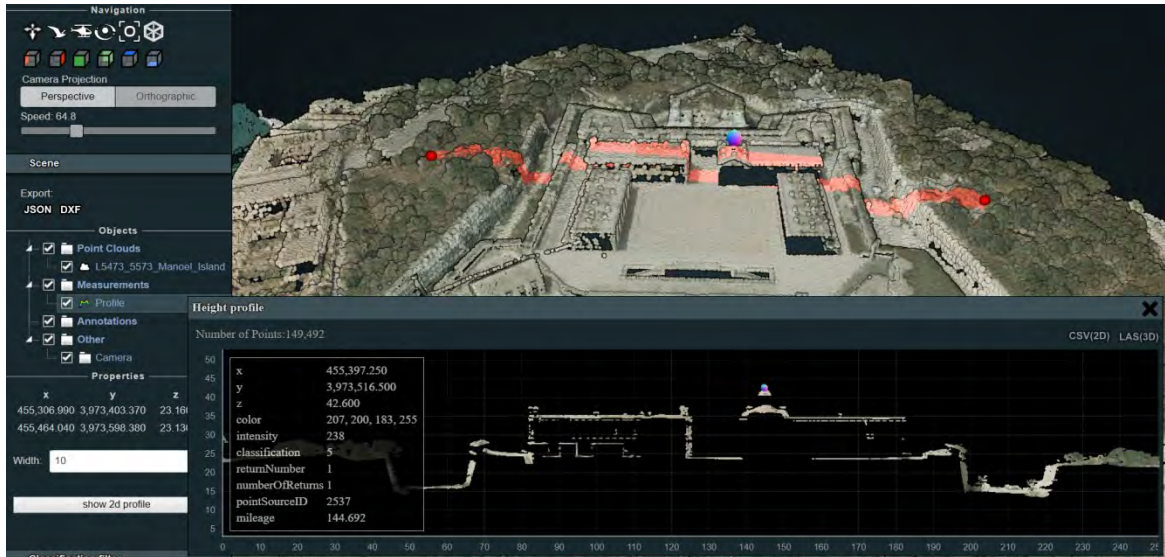 Navigation
Camera Projection
Perspective Orthographic
Speed: 64.8
Scene
Export:
JSON DXF
Objects
Point Clouds
L5473_5573_Manoel_Island
Measurements
Profile
Annotations
Other
Camera
Properties
x y z
455,306.990 3,973,403.370 23.160
455,464.040 3,973,598.380 23.130
Width: 10
show 2d profile
Height profile
Number of Points:149,492
CSV(2D) LAS(3D)
50
45
40
35
30
25
20
15
10
5
x 455,397.250
y 3,973,516.500
z 42.600
color 207, 200, 183, 255
intensity 238
classification 5
returnNumber 1
numberOfReturns 1
pointSourceID 2537
mileage 144.692
0 10 20 30 40 50 60 70 80 90 100 110 120 130 140 150 160 170 180 190 200 210 220 230 240